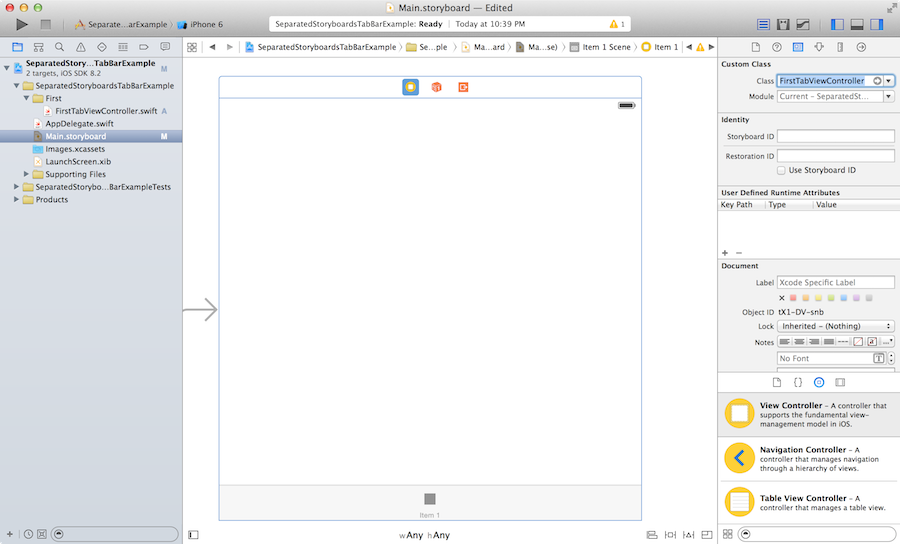 Main.storyboard — Edited
Separate...arExample
iPhone 6
SeparatedStoryboardsTabBarExample: Ready
Today at 10:39 PM
1
SeparatedStoryboardsTabBarExample
Se...ple
Ma...ard
Ma...se)
Item 1 Scene
Item 1
SeparatedStory...TabBarExample
2 targets, iOS SDK 8.2
M
SeparatedStoryboardsTabBarExample
First
FirstTabViewController.swift
A
AppDelegate.swift
Main.storyboard
M
Images.xcassets
LaunchScreen.xib
Supporting Files
SeparatedStorybo...BarExampleTests
Products
Item 1
wAny hAny
Custom Class
Class FirstTabViewController
Module Current – SeparatedSt...
Identity
Storyboard ID
Restoration ID
Use Storyboard ID
User Defined Runtime Attributes
Key Path Type Value
Document
Label Xcode Specific Label
Object ID tX1-DV-snb
Lock Inherited – (Nothing)
Notes
No Font
View Controller – A controller that
supports the fundamental view-
management model in iOS.
Navigation Controller – A
controller that manages navigation
through a hierarchy of views.
Table View Controller – A
controller that manages a table view.